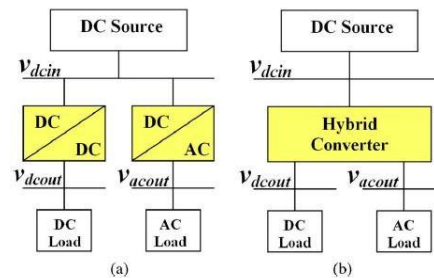 DC Source
v_dcin
DC
DC
DC
AC
v_dcout
v_acout
DC
Load
AC
Load
(a)
DC Source
v_dcin
Hybrid
Converter
v_dcout
v_acout
DC
Load
AC
Load
(b)